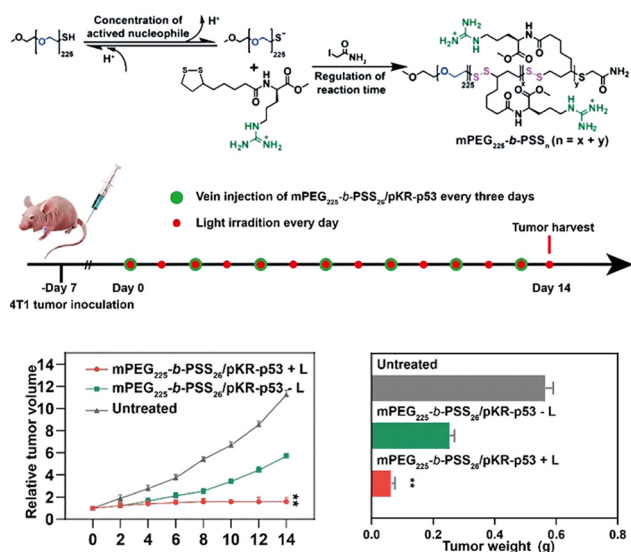 Concentration of
actived nucleophile
H⁺
H⁺
SH
225
S⁻
225
+
I
O
NH₂
Regulation of
reaction time
mPEG₂₂₅-b-PSSₙ (n = x + y)
Vein injection of mPEG₂₂₅-b-PSS₂₆/pKR-p53 every three days
Light irradition every day
Tumor harvest
-Day 7
4T1 tumor inoculation
Day 0
Day 14
Relative tumor volume
14
12
10
8
6
4
2
0
mPEG₂₂₅-b-PSS₂₆/pKR-p53 + L
mPEG₂₂₅-b-PSS₂₆/pKR-p53 - L
Untreated
**
**
0 2 4 6 8 10 12 14
Untreated
mPEG₂₂₅-b-PSS₂₆/pKR-p53 - L
mPEG₂₂₅-b-PSS₂₆/pKR-p53 + L
**
0.0 0.2 0.4 0.6 0.8
Tumor weight (g)